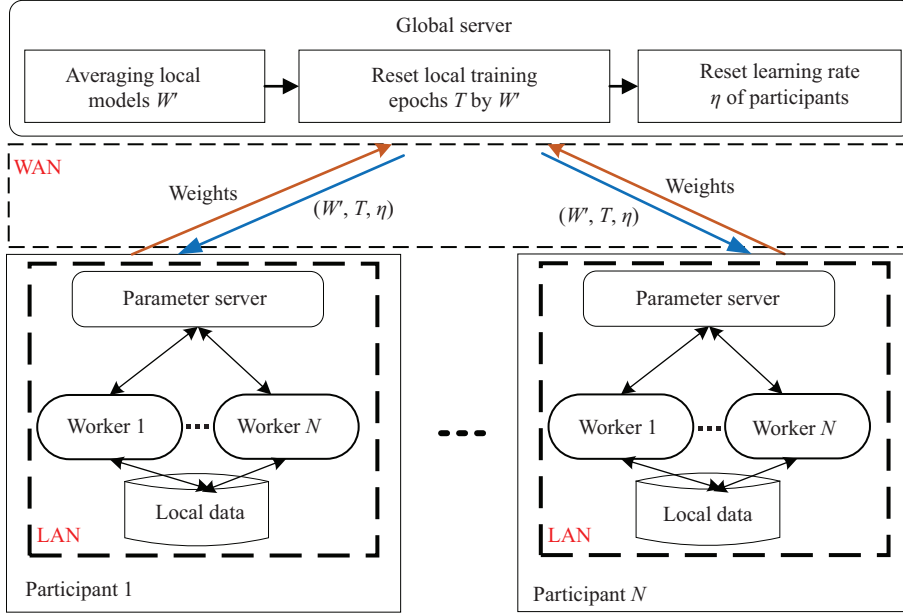 Global server
Averaging local
models W'
Reset local training
epochs T by W'
Reset learning rate
η of participants
WAN
Weights
(W', T, η)
Weights
(W', T, η)
Parameter server
Worker 1
Worker N
Local data
LAN
Participant 1
Parameter server
Worker 1
Worker N
Local data
LAN
Participant N